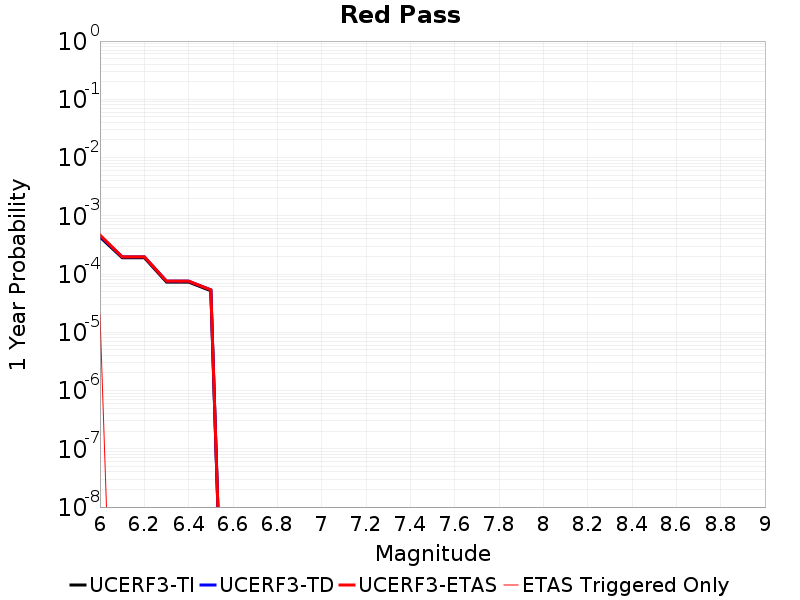 Red Pass
10^0
10^-1
10^-2
10^-3
10^-4
10^-5
10^-6
10^-7
10^-8
1 Year Probability
6 6.2 6.4 6.6 6.8 7 7.2 7.4 7.6 7.8 8 8.2 8.4 8.6 8.8 9
Magnitude
UCERF3-TI UCERF3-TD UCERF3-ETAS ETAS Triggered Only